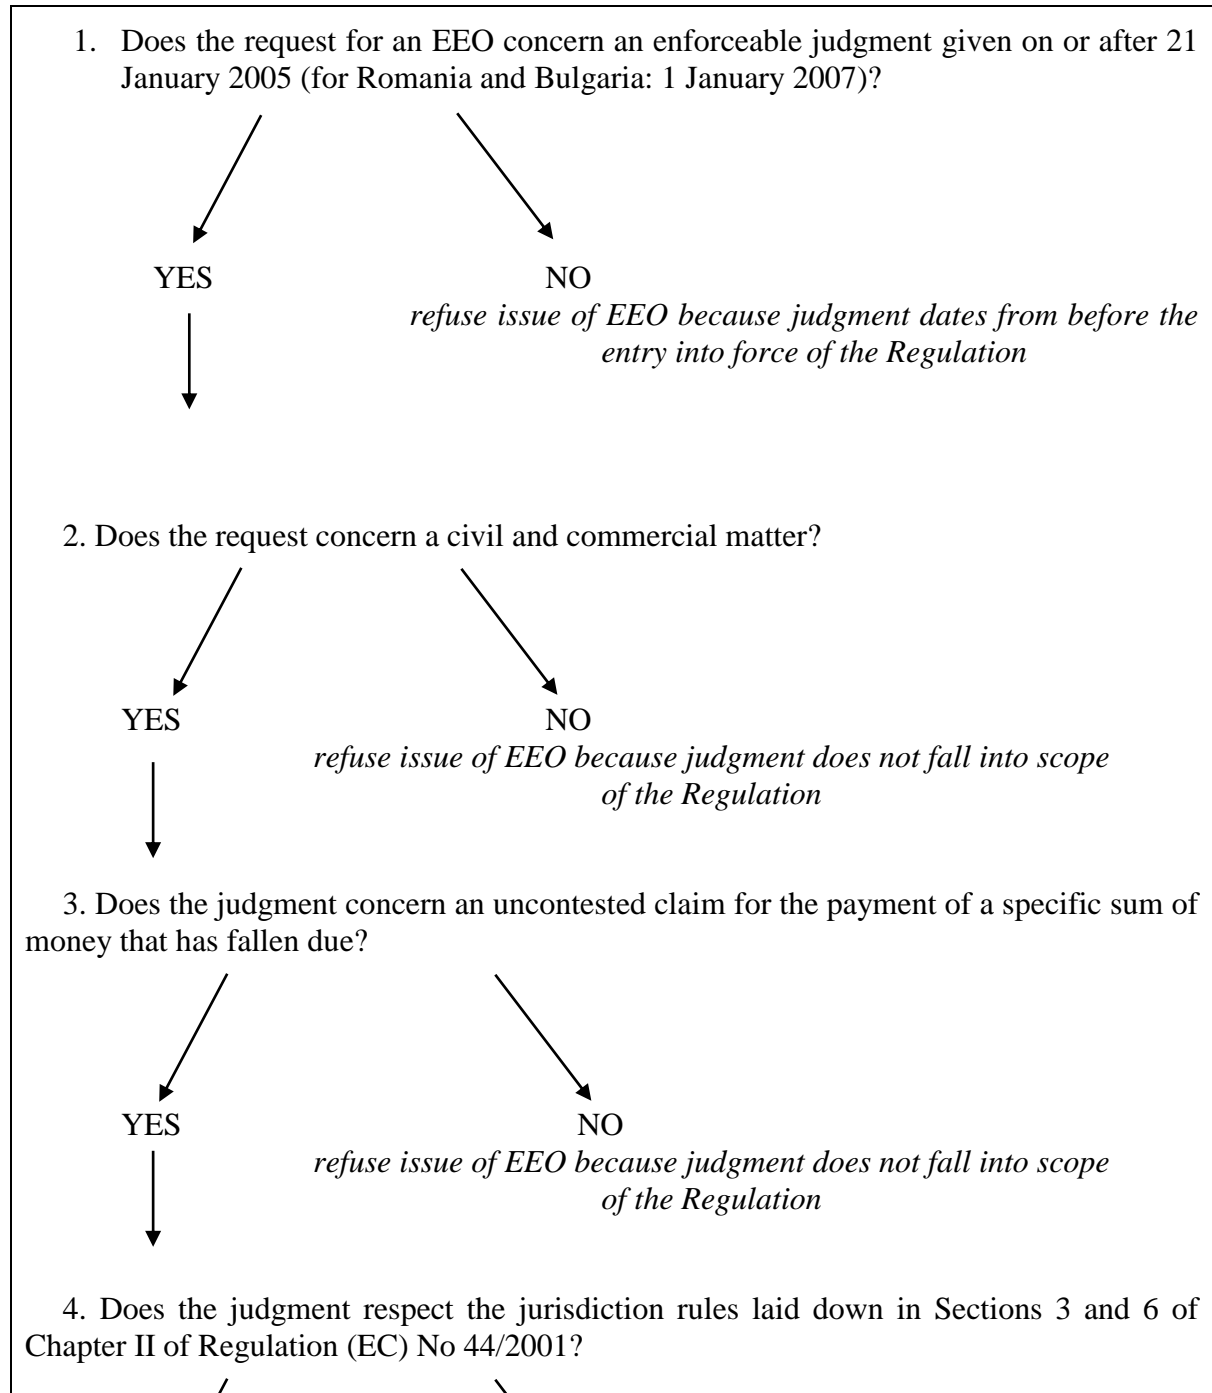 1. Does the request for an EEO concern an enforceable judgment given on or after 21
January 2005 (for Romania and Bulgaria: 1 January 2007)?
YES NO
refuse issue of EEO because judgment dates from before the
entry into force of the Regulation
2. Does the request concern a civil and commercial matter?
YES NO
refuse issue of EEO because judgment does not fall into scope
of the Regulation
3. Does the judgment concern an uncontested claim for the payment of a specific sum of
money that has fallen due?
YES NO
refuse issue of EEO because judgment does not fall into scope
of the Regulation
4. Does the judgment respect the jurisdiction rules laid down in Sections 3 and 6 of
Chapter II of Regulation (EC) No 44/2001?